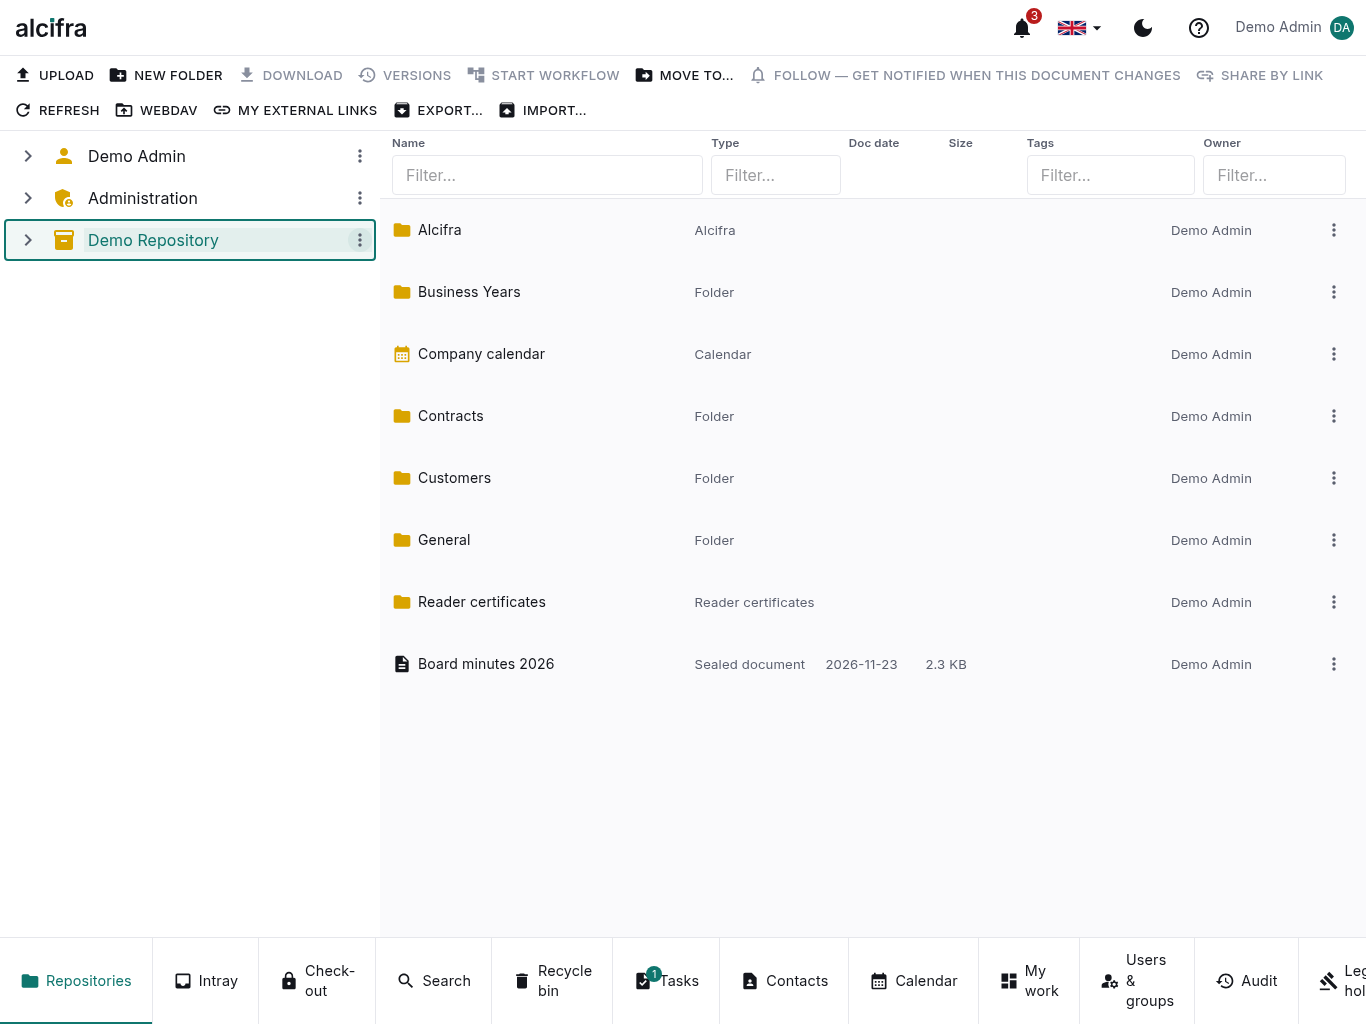 alcifra
3
Demo Admin DA
UPLOAD NEW FOLDER DOWNLOAD VERSIONS START WORKFLOW MOVE TO... FOLLOW — GET NOTIFIED WHEN THIS DOCUMENT CHANGES SHARE BY LINK
REFRESH WEBDAV MY EXTERNAL LINKS EXPORT... IMPORT...
Demo Admin
Administration
Demo Repository
Name Type Doc date Size Tags Owner
Filter... Filter... Filter... Filter...
Alcifra Alcifra Demo Admin
Business Years Folder Demo Admin
Company calendar Calendar Demo Admin
Contracts Folder Demo Admin
Customers Folder Demo Admin
General Folder Demo Admin
Reader certificates Reader certificates Demo Admin
Board minutes 2026 Sealed document 2026-11-23 2.3 KB Demo Admin
Repositories
Intray
Check-
out
Search
Recycle
bin
1
Tasks
Contacts
Calendar
My
work
Users
&
groups
Audit